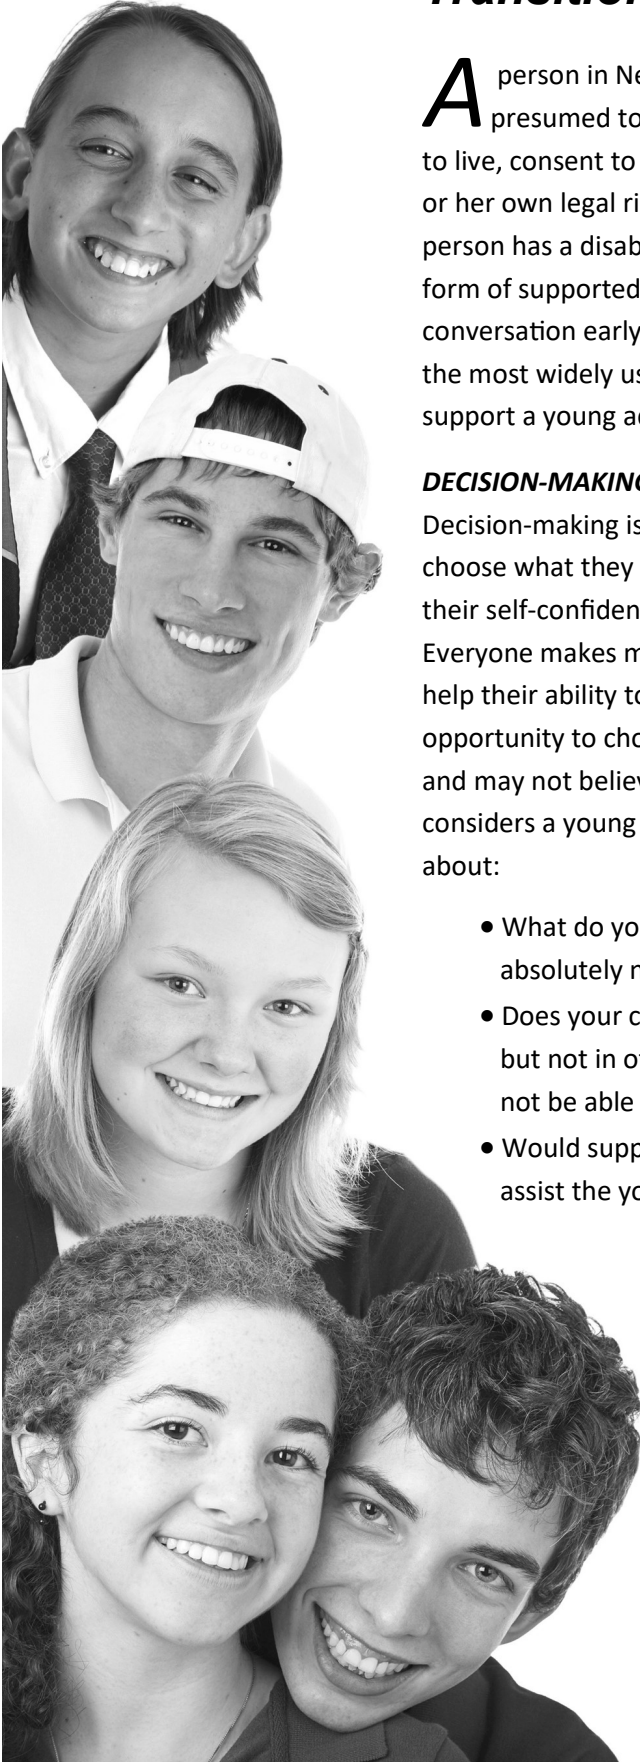 A person in Ne
presumed to
to live, consent to
or her own legal ri
person has a disab
form of supported
conversation early
the most widely us
support a young a
DECISION-MAKING
Decision-making is
choose what they
their self-confiden
Everyone makes m
help their ability to
opportunity to cho
and may not believ
considers a young
about:
• What do yo
absolutely n
• Does your c
but not in o
not be able
• Would supp
assist the yo